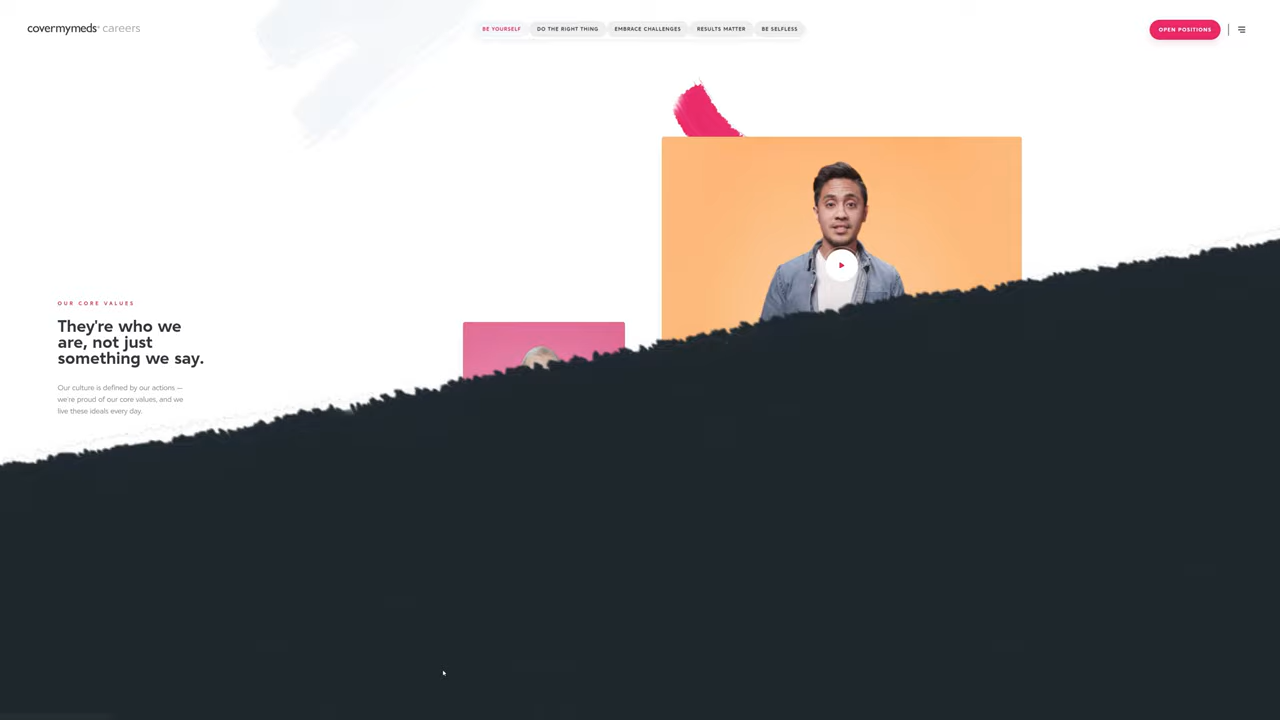 covermymeds® careers
BE YOURSELF
DO THE RIGHT THING
EMBRACE CHALLENGES
RESULTS MATTER
BE SELFLESS
OPEN POSITIONS
OUR CORE VALUES
They're who we
are, not just
something we say.
Our culture is defined by our actions —
we're proud of our core values, and we
live these ideals every day.